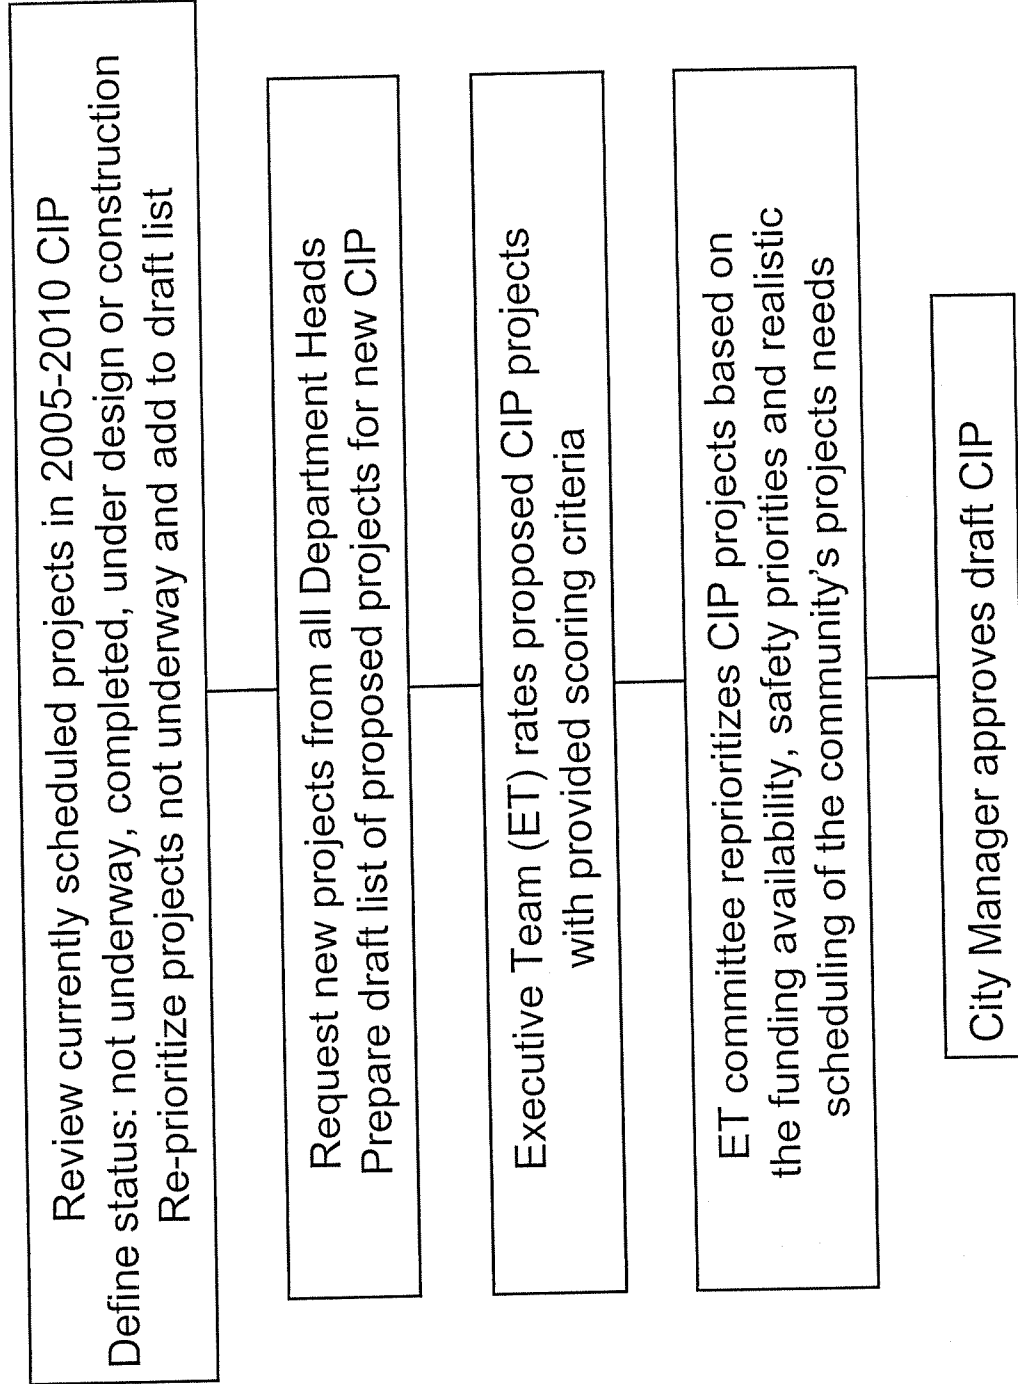 Review currently scheduled projects in 2005-2010 CIP
Define status: not underway, completed, under design or construction
Re-prioritize projects not underway and add to draft list
Request new projects from all Department Heads
Prepare draft list of proposed projects for new CIP
Executive Team (ET) rates proposed CIP projects
with provided scoring criteria
ET committee reprioritizes CIP projects based on
the funding availability, safety priorities and realistic
scheduling of the community's projects needs
City Manager approves draft CIP